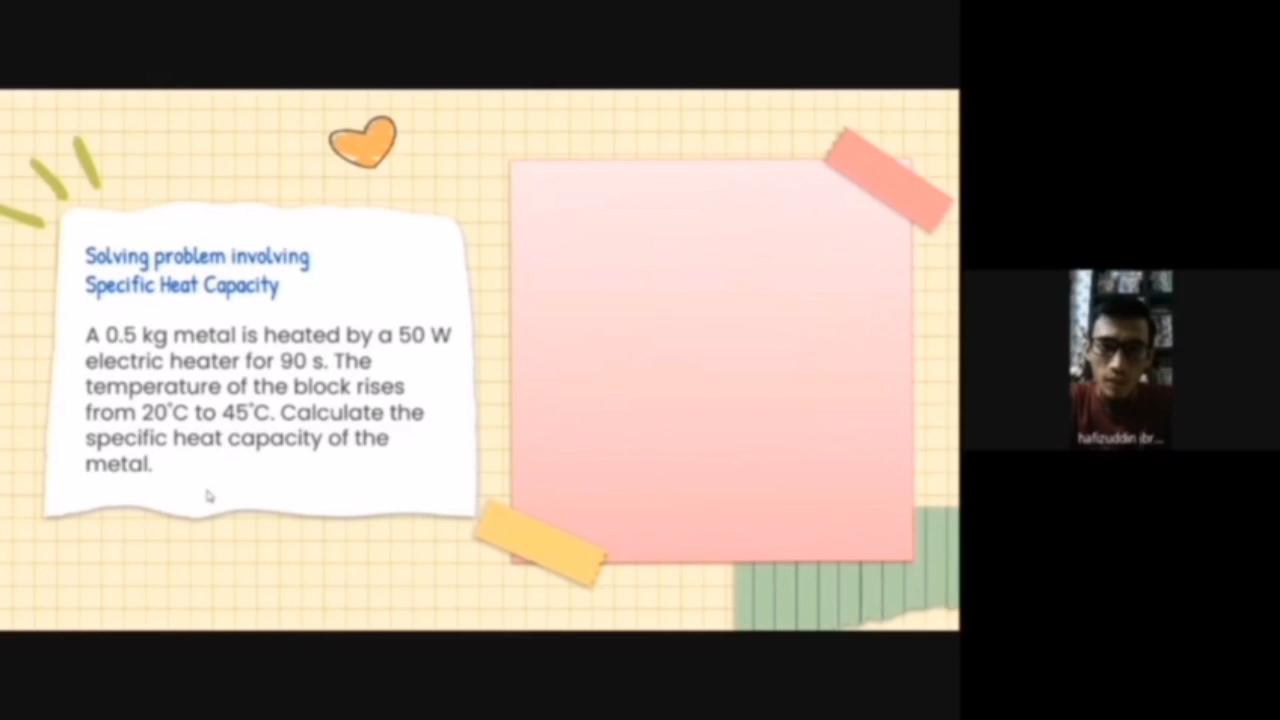 Solving problem involving
Specific Heat Capacity
A 0.5 kg metal is heated by a 50 W
electric heater for 90 s. The
temperature of the block rises
from 20°C to 45°C. Calculate the
specific heat capacity of the
metal.
hafizuddin ibr...